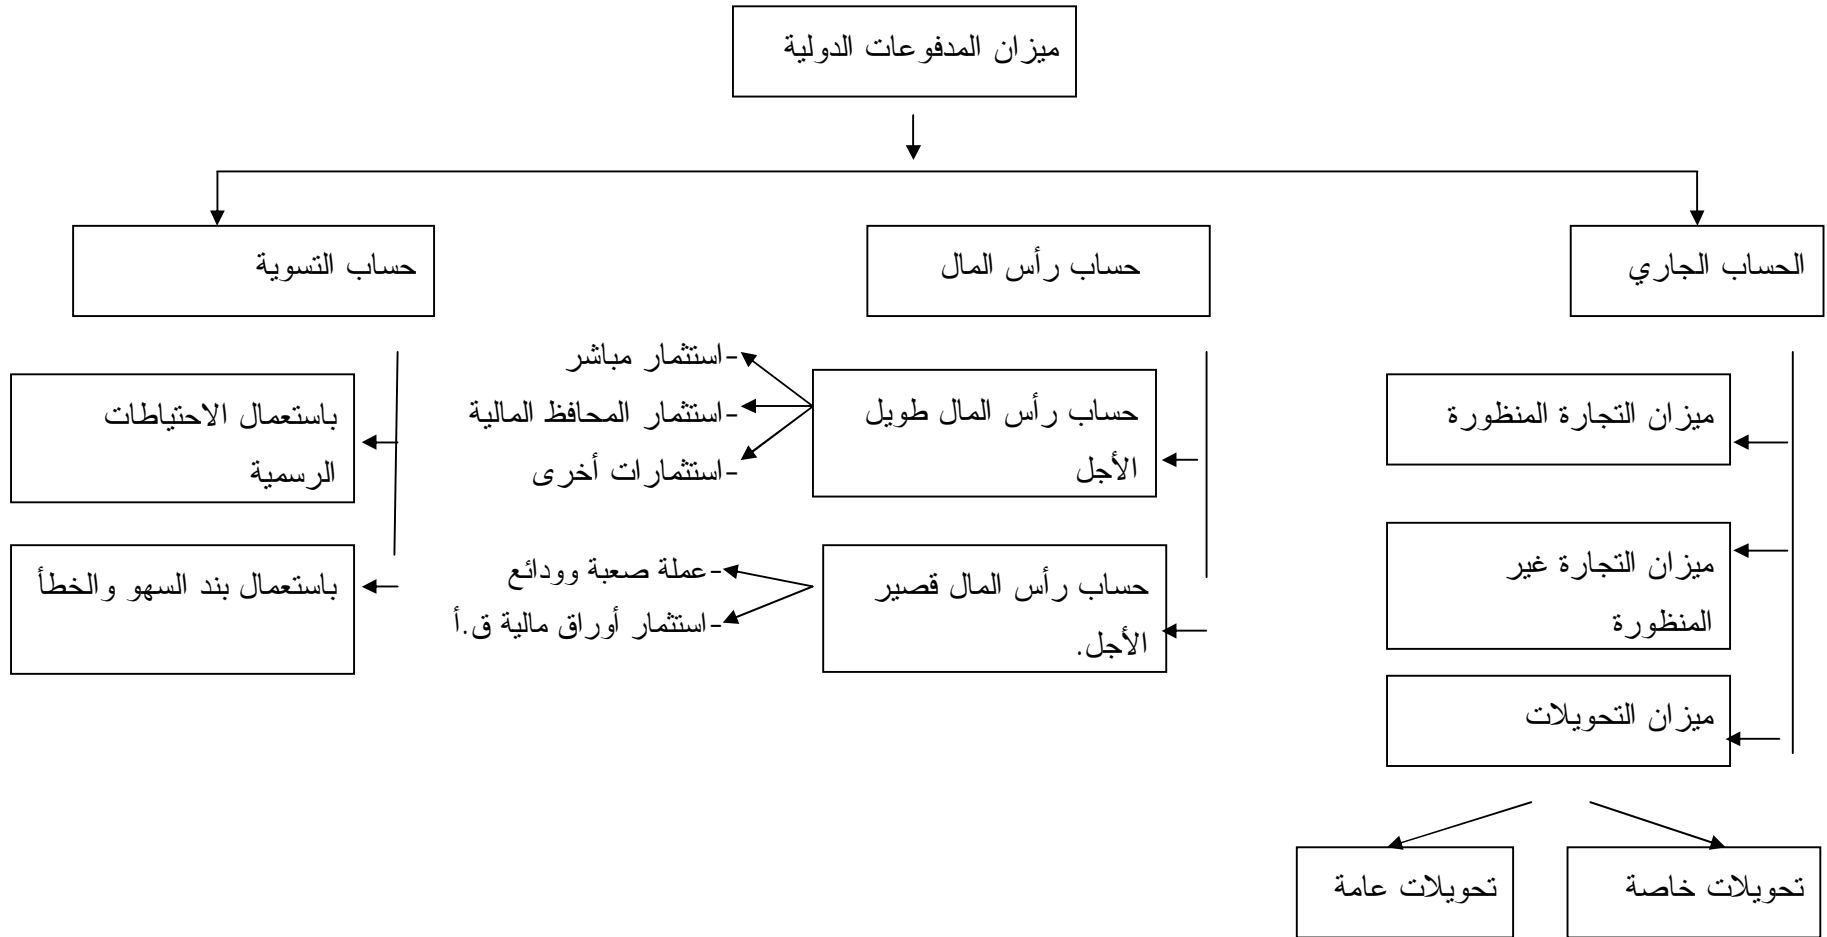 ميزان المدفوعات الدولية
الحساب الجاري
حساب رأس المال
حساب التسوية
ميزان التجارة المنظورة
ميزان التجارة غير
المنظورة
ميزان التحويلات
تحويلات خاصة
تحويلات عامة
حساب رأس المال طويل
الأجل
-استثمار مباشر
-استثمار المحافظ المالية
-استثمارات أخرى
حساب رأس المال قصير
الأجل.
-عملة صعبة وودائع
-استثمار أوراق مالية ق.أ
باستعمال الاحتياطات
الرسمية
باستعمال بند السهو والخطأ